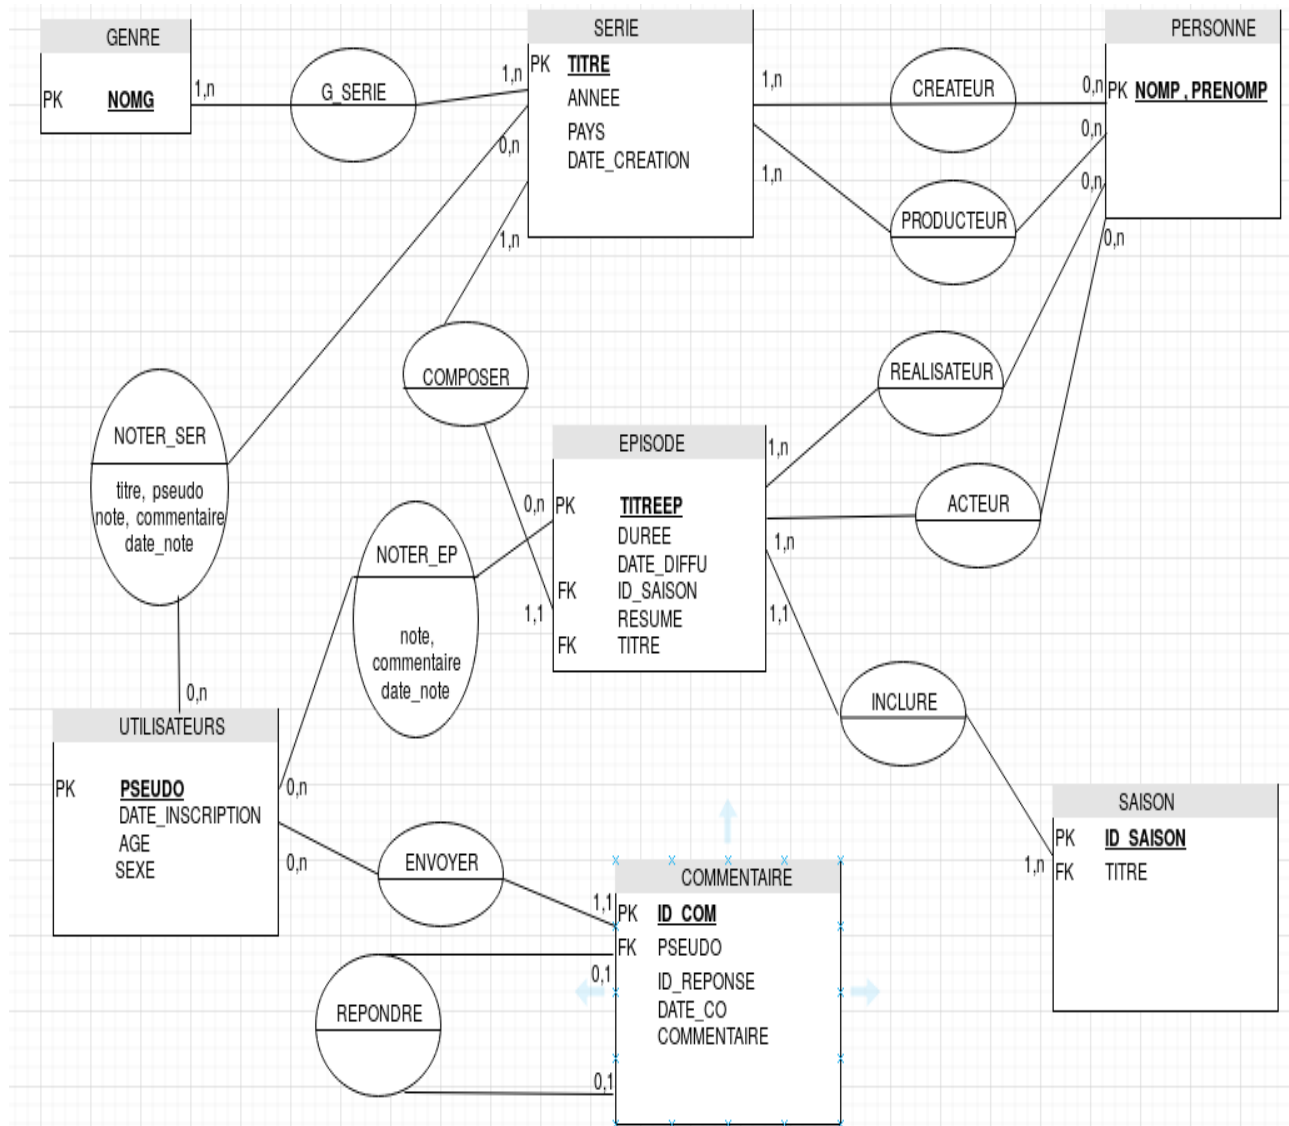 GENRE
PK NOMG
1,n
G_SERIE
1,n
SERIE
PK TITRE
ANNEE
PAYS
DATE_CREATION
0,n
1,n
1,n
1,n
CREATEUR
PRODUCTEUR
PERSONNE
0,n PK NOMP , PRENOMP
0,n
0,n
0,n
COMPOSER
REALISATEUR
ACTEUR
NOTER_SER
titre, pseudo
note, commentaire
date_note
0,n
NOTER_EP
note,
commentaire
date_note
0,n
EPISODE
PK TITREEP
DUREE
DATE_DIFFU
FK ID_SAISON
RESUME
FK TITRE
1,1
1,n
1,n
1,1
INCLURE
UTILISATEURS
PK PSEUDO
DATE_INSCRIPTION
AGE
SEXE
0,n
0,n
ENVOYER
1,1
COMMENTAIRE
PK ID_COM
FK PSEUDO
ID_REPONSE
DATE_CO
COMMENTAIRE
0,1
REPONDRE
0,1
SAISON
PK ID_SAISON
1,n FK TITRE